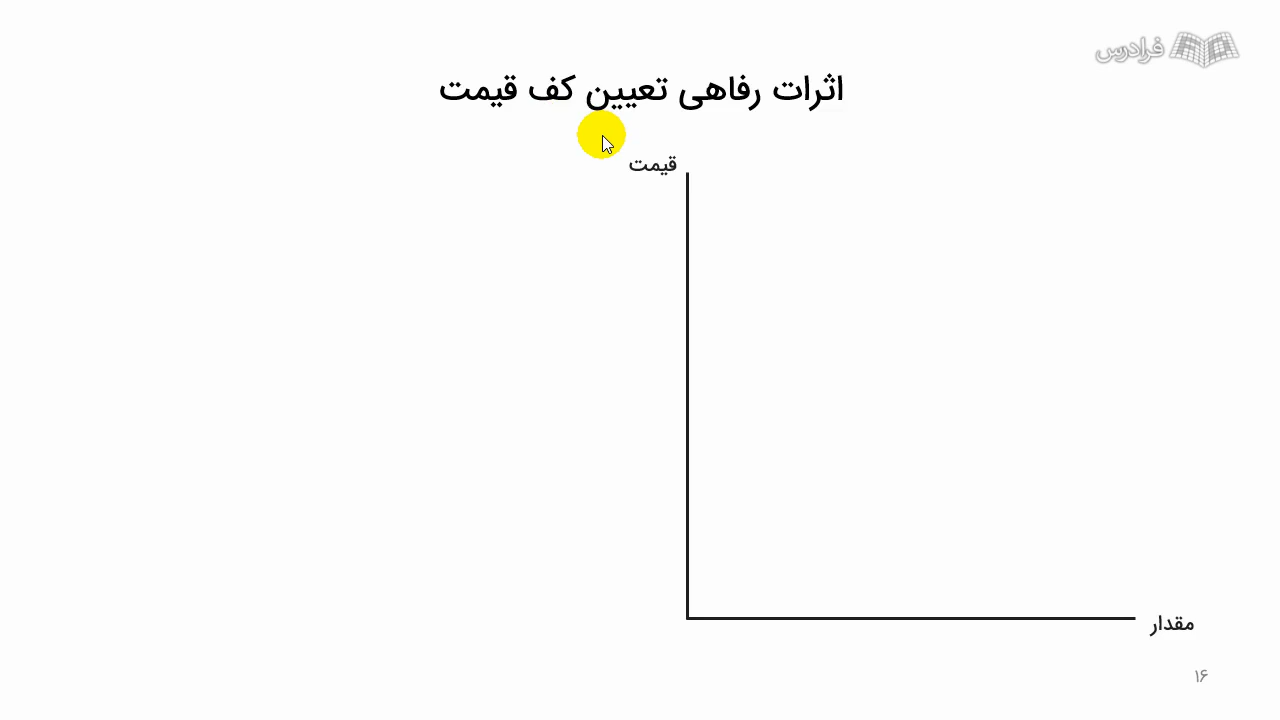 فرادرس
اثرات رفاهی تعیین کف قیمت
قیمت
مقدار
۱۶